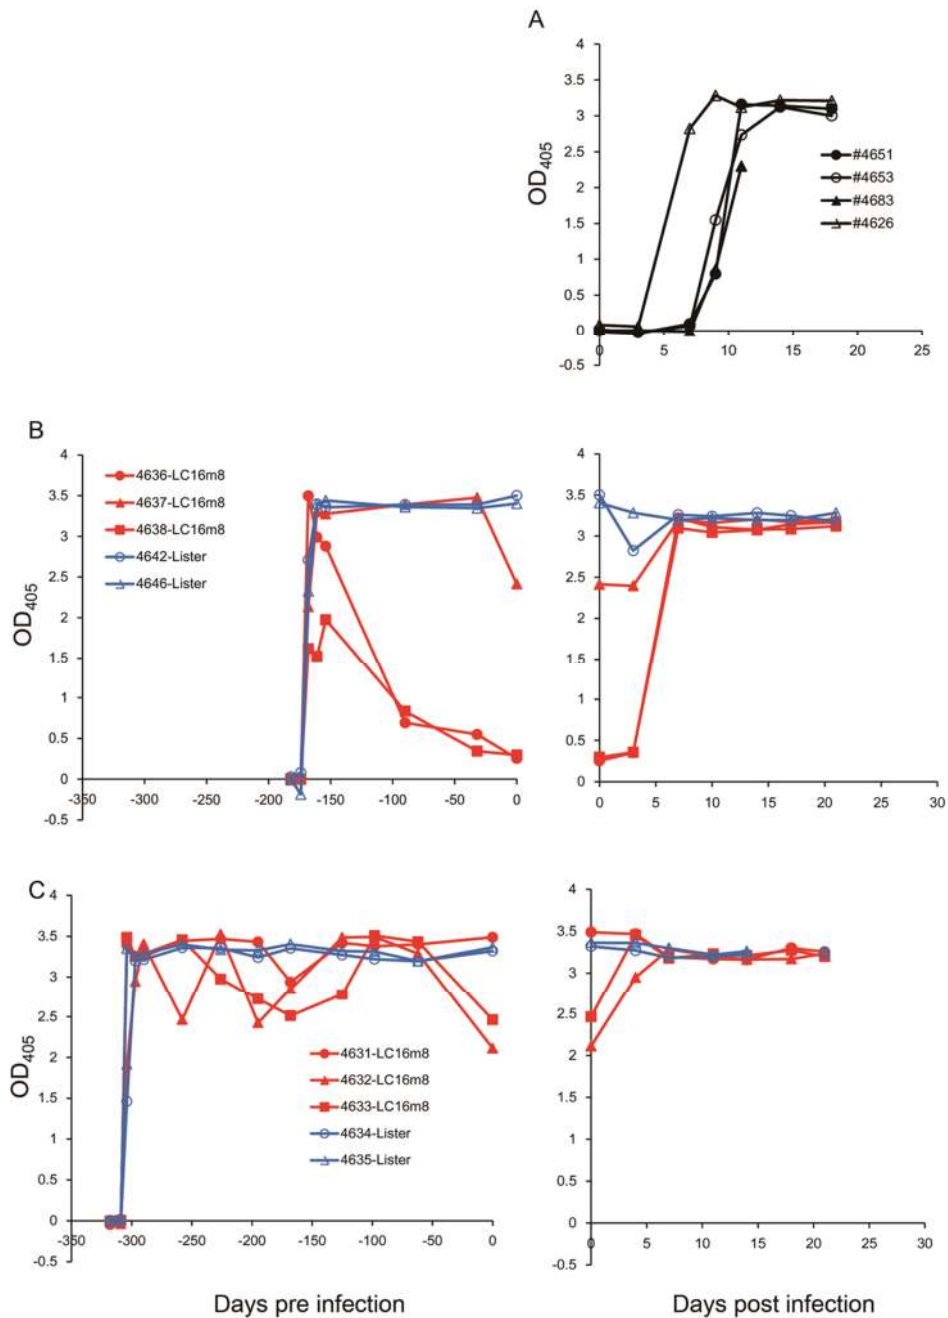 A
4
3.5
3
2.5
2
1.5
1
0.5
0
-0.5
OD405
#4651
#4653
#4683
#4626
0 5 10 15 20 25
B
4
3.5
3
2.5
2
1.5
1
0.5
0
-0.5
OD405
4636-LC16m8
4637-LC16m8
4638-LC16m8
4642-Lister
4646-Lister
-350 -300 -250 -200 -150 -100 -50 0
4
3.5
3
2.5
2
1.5
1
0.5
0
-0.5
0 5 10 15 20 25 30
C
4
3.5
3
2.5
2
1.5
1
0.5
0
-0.5
OD405
4631-LC16m8
4632-LC16m8
4633-LC16m8
4634-Lister
4635-Lister
-350 -300 -250 -200 -150 -100 -50 0
4
3.5
3
2.5
2
1.5
1
0.5
0
-0.5
0 5 10 15 20 25 30
Days pre infection
Days post infection